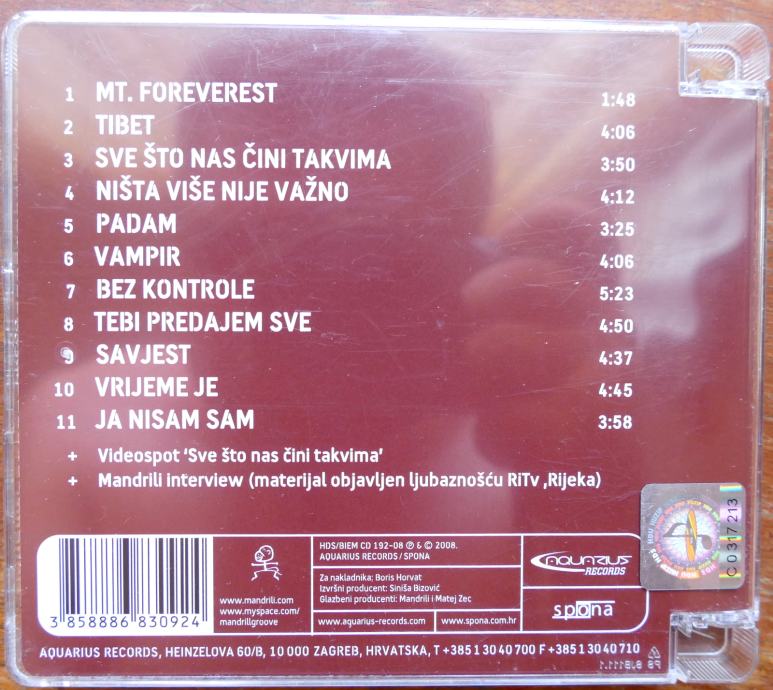 1 MT. FOREVEREST 1:48
2 TIBET 4:06
3 SVE ŠTO NAS ČINI TAKVIMA 3:50
4 NIŠTA VIŠE NIJE VAŽNO 4:12
5 PADAM 3:25
6 VAMPIR 4:06
7 BEZ KONTROLE 5:23
8 TEBI PREDAJEM SVE 4:50
9 SAVJEST 4:37
10 VRIJEME JE 4:45
11 JA NISAM SAM 3:58
+ Videospot 'Sve što nas čini takvima'
+ Mandrili interview (materijal objavljen ljubaznošću RiTv ,Rijeka)
3 858886 830924
www.mandrili.com
www.myspace.com/
mandrillgroove
HDS/BIEM CD 192-08 ℗ & © 2008.
AQUARIUS RECORDS / SPONA
Za nakladnika: Boris Horvat
Izvršni producent: Siniša Bizović
Glazbeni producenti: Mandrili i Matej Zec
www.aquarius-records.com
www.spona.com.hr
AQUARIUS
RECORDS
spona
C 0317213
AQUARIUS RECORDS, HEINZELOVA 60/B, 10 000 ZAGREB, HRVATSKA, T +385 1 30 40 700 F +385 1 30 40 710